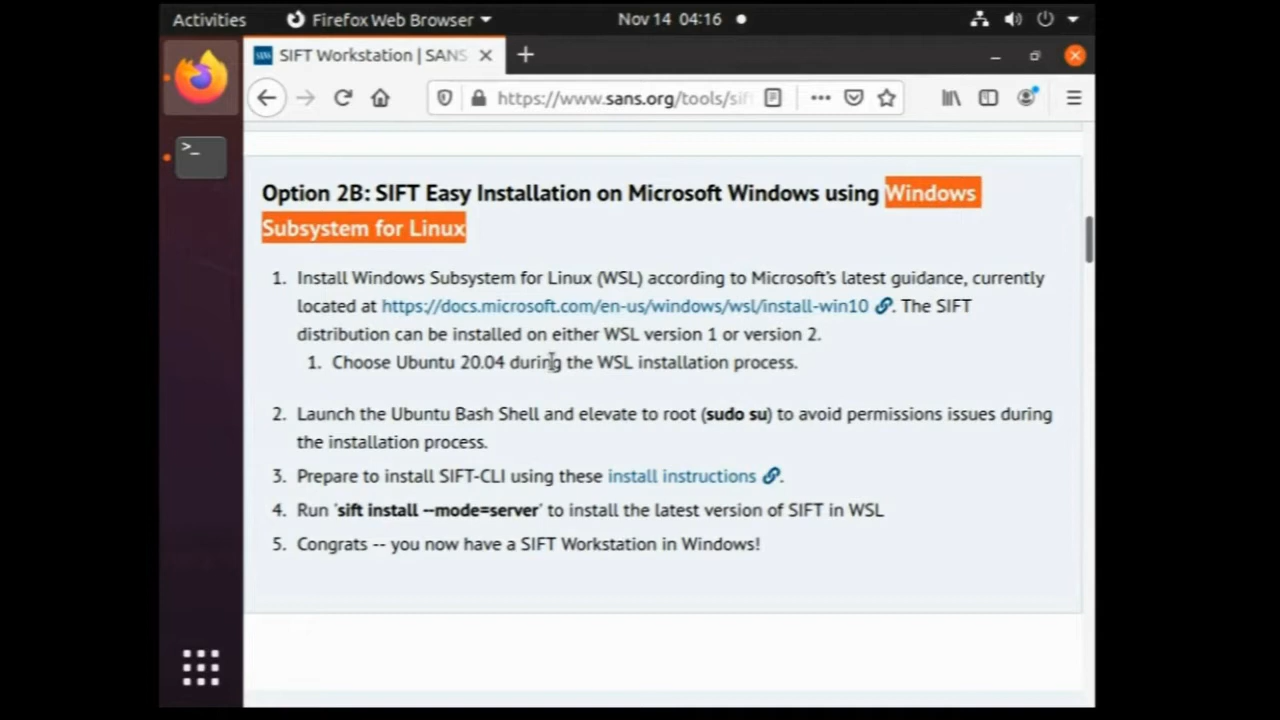 Activities Firefox Web Browser Nov 14 04:16
SIFT Workstation | SANS
https://www.sans.org/tools/sif
>_
Option 2B: SIFT Easy Installation on Microsoft Windows using Windows
Subsystem for Linux
1. Install Windows Subsystem for Linux (WSL) according to Microsoft's latest guidance, currently
located at https://docs.microsoft.com/en-us/windows/wsl/install-win10. The SIFT
distribution can be installed on either WSL version 1 or version 2.
1. Choose Ubuntu 20.04 during the WSL installation process.
2. Launch the Ubuntu Bash Shell and elevate to root (sudo su) to avoid permissions issues during
the installation process.
3. Prepare to install SIFT-CLI using these install instructions.
4. Run 'sift install --mode=server' to install the latest version of SIFT in WSL
5. Congrats -- you now have a SIFT Workstation in Windows!